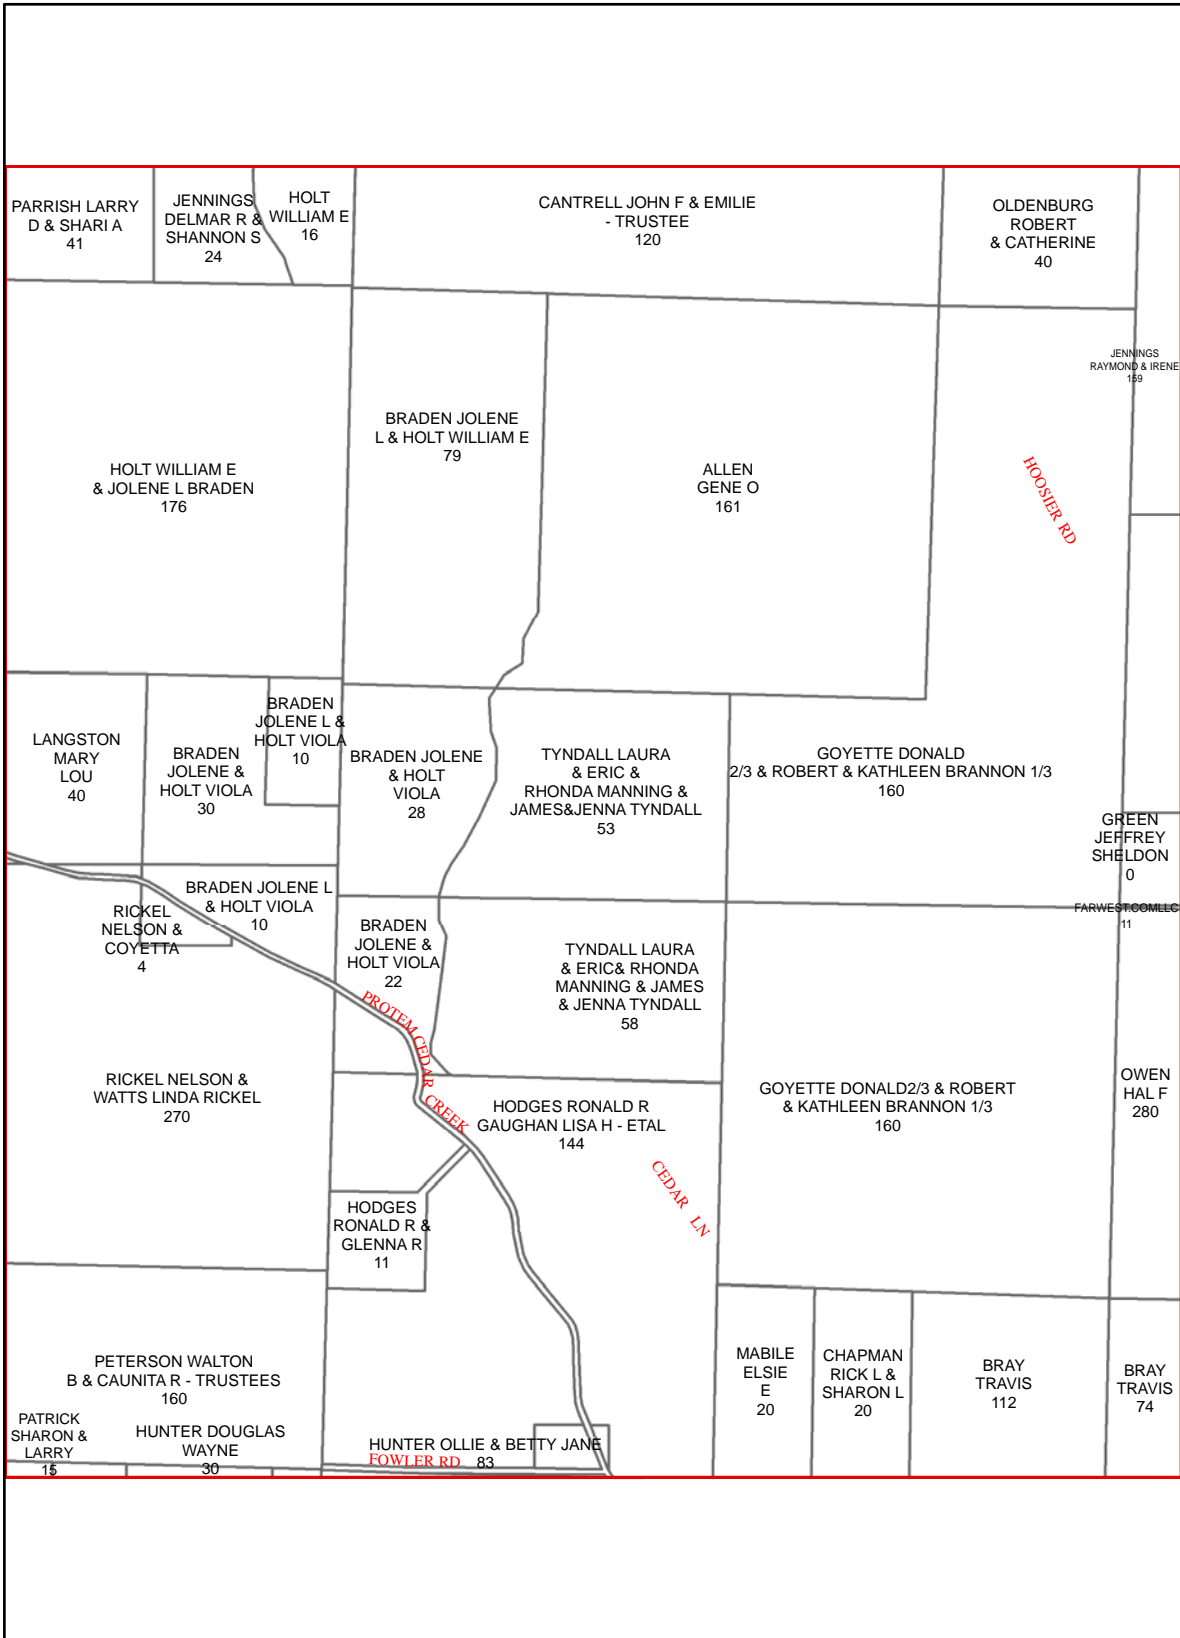 PARRISH LARRY
D & SHARI A
41
JENNINGS
DELMAR R &
SHANNON S
24
HOLT
WILLIAM E
16
CANTRELL JOHN F & EMILIE
- TRUSTEE
120
OLDENBURG
ROBERT
& CATHERINE
40
JENNINGS
RAYMOND & IRENE
159
BRADEN JOLENE
L & HOLT WILLIAM E
79
HOLT WILLIAM E
& JOLENE L BRADEN
176
ALLEN
GENE O
161
HOOSIER RD
LANGSTON
MARY
LOU
40
BRADEN
JOLENE &
HOLT VIOLA
30
BRADEN
JOLENE L &
HOLT VIOLA
10
BRADEN JOLENE
& HOLT
VIOLA
28
TYNDALL LAURA
& ERIC &
RHONDA MANNING &
JAMES&JENNA TYNDALL
53
GOYETTE DONALD
2/3 & ROBERT & KATHLEEN BRANNON 1/3
160
GREEN
JEFFREY
SHELDON
0
BRADEN JOLENE L
& HOLT VIOLA
10
RICKEL
NELSON &
COYETTA
4
BRADEN
JOLENE &
HOLT VIOLA
22
TYNDALL LAURA
& ERIC& RHONDA
MANNING & JAMES
& JENNA TYNDALL
58
FARWEST.COMLLC
11
PROTEM CEDAR CREEK
RICKEL NELSON &
WATTS LINDA RICKEL
270
HODGES RONALD R
GAUGHAN LISA H - ETAL
144
GOYETTE DONALD2/3 & ROBERT
& KATHLEEN BRANNON 1/3
160
OWEN
HAL F
280
CEDAR LN
HODGES
RONALD R &
GLENNA R
11
PETERSON WALTON
B & CAUNITA R - TRUSTEES
160
MABILE
ELSIE
E
20
CHAPMAN
RICK L &
SHARON L
20
BRAY
TRAVIS
112
BRAY
TRAVIS
74
PATRICK
SHARON &
LARRY
15
HUNTER DOUGLAS
WAYNE
30
HUNTER OLLIE & BETTY JANE
83
FOWLER RD